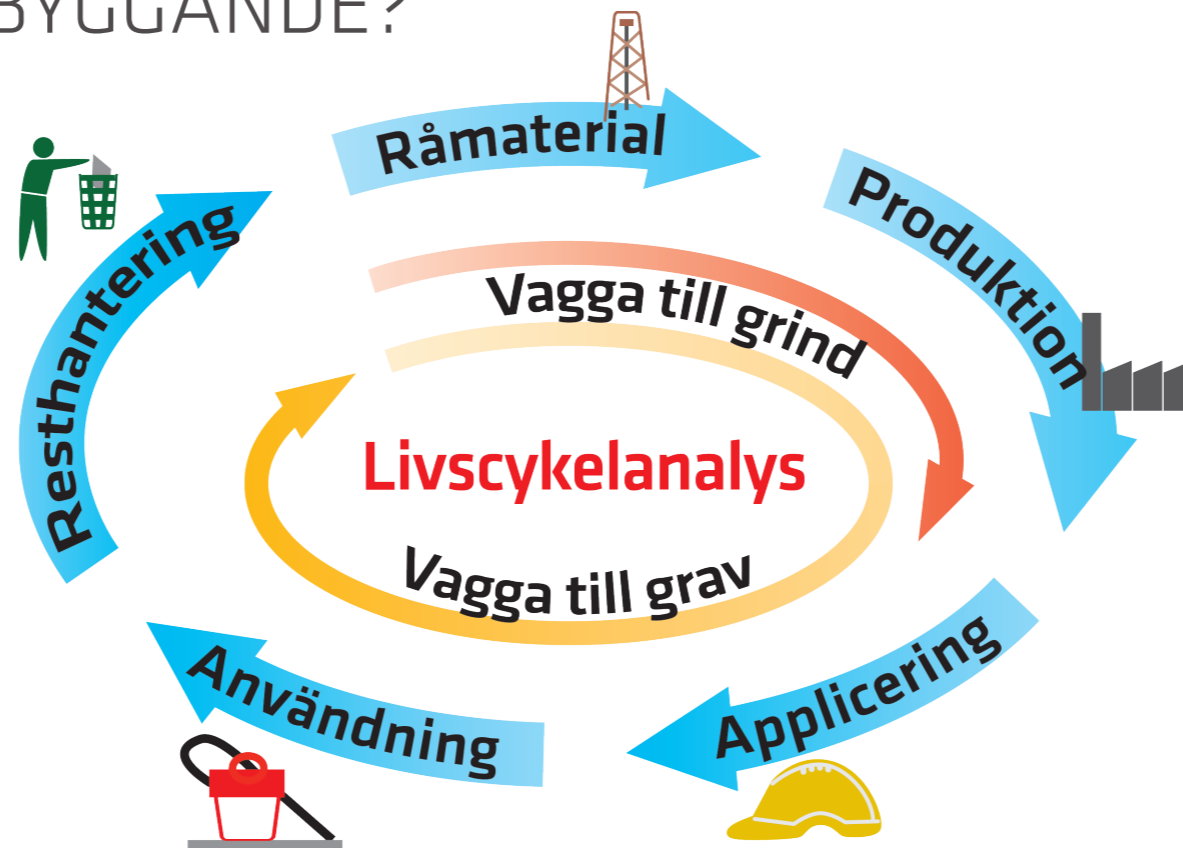 BYGGANDE?
Råmaterial
Produktion
Resthantering
Vagga till grind
Livscykelanalys
Vagga till grav
Användning
Applicering